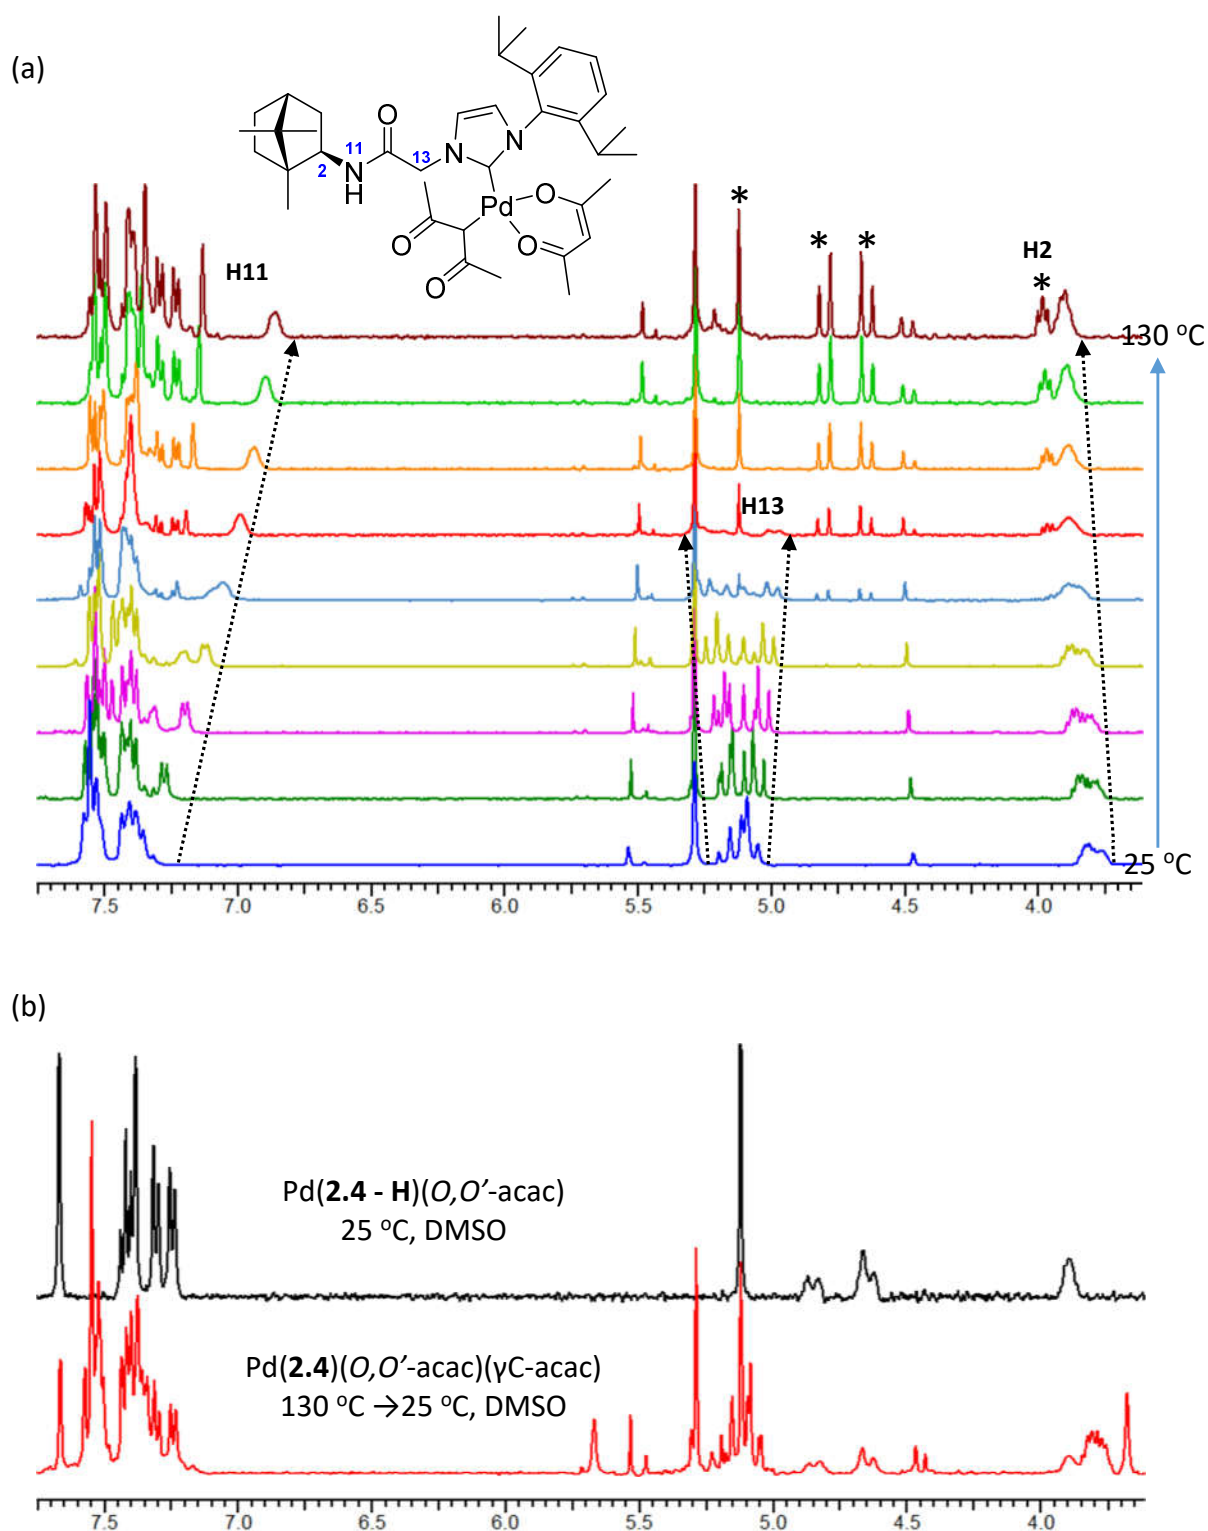 (a)
O
11
13
N
N
2
N
H
Pd
O
O
O
O
*
*
*
H2
*
H11
130 °C
H13
25 °C
7.5 7.0 6.5 6.0 5.5 5.0 4.5 4.0
(b)
Pd(2.4 - H)(O,O’-acac)
25 °C, DMSO
Pd(2.4)(O,O’-acac)(γC-acac)
130 °C →25 °C, DMSO
7.5 7.0 6.5 6.0 5.5 5.0 4.5 4.0